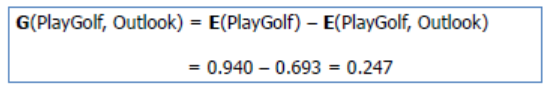 G(PlayGolf, Outlook) = E(PlayGolf) – E(PlayGolf, Outlook)
= 0.940 – 0.693 = 0.247